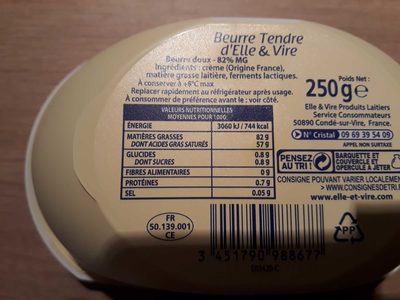 Beurre Tendre
d'Elle & Vire
Beurre doux - 82% MG
Ingrédients : crème (Origine France),
matière grasse laitière, ferments lactiques.
À conserver à +6°C max
Replacer rapidement au réfrigérateur après usage.
À consommer de préférence avant le : voir côté.
VALEURS NUTRITIONNELLES
MOYENNES POUR 100G
ÉNERGIE 3060 kJ / 744 kcal
MATIÈRES GRASSES 82 g
DONT ACIDES GRAS SATURÉS 57 g
GLUCIDES 0.8 g
DONT SUCRES 0.8 g
FIBRES ALIMENTAIRES 0 g
PROTÉINES 0.7 g
SEL 0.05 g
Poids Net :
250g e
Elle & Vire Produits Laitiers
Service Consommateurs
50890 Condé-sur-Vire, France
N° Cristal 09 69 39 54 09
APPEL NON SURTAXÉ
PENSEZ
AU TRI !
BARQUETTE ET
COUVERCLE ET
OPERCULE À JETER
CONSIGNE POUVANT VARIER LOCALEMEN
> WWW.CONSIGNESDETRI.F
www.elle-et-vire.com
FR
50.139.001
CE
3 451790 988677
PP